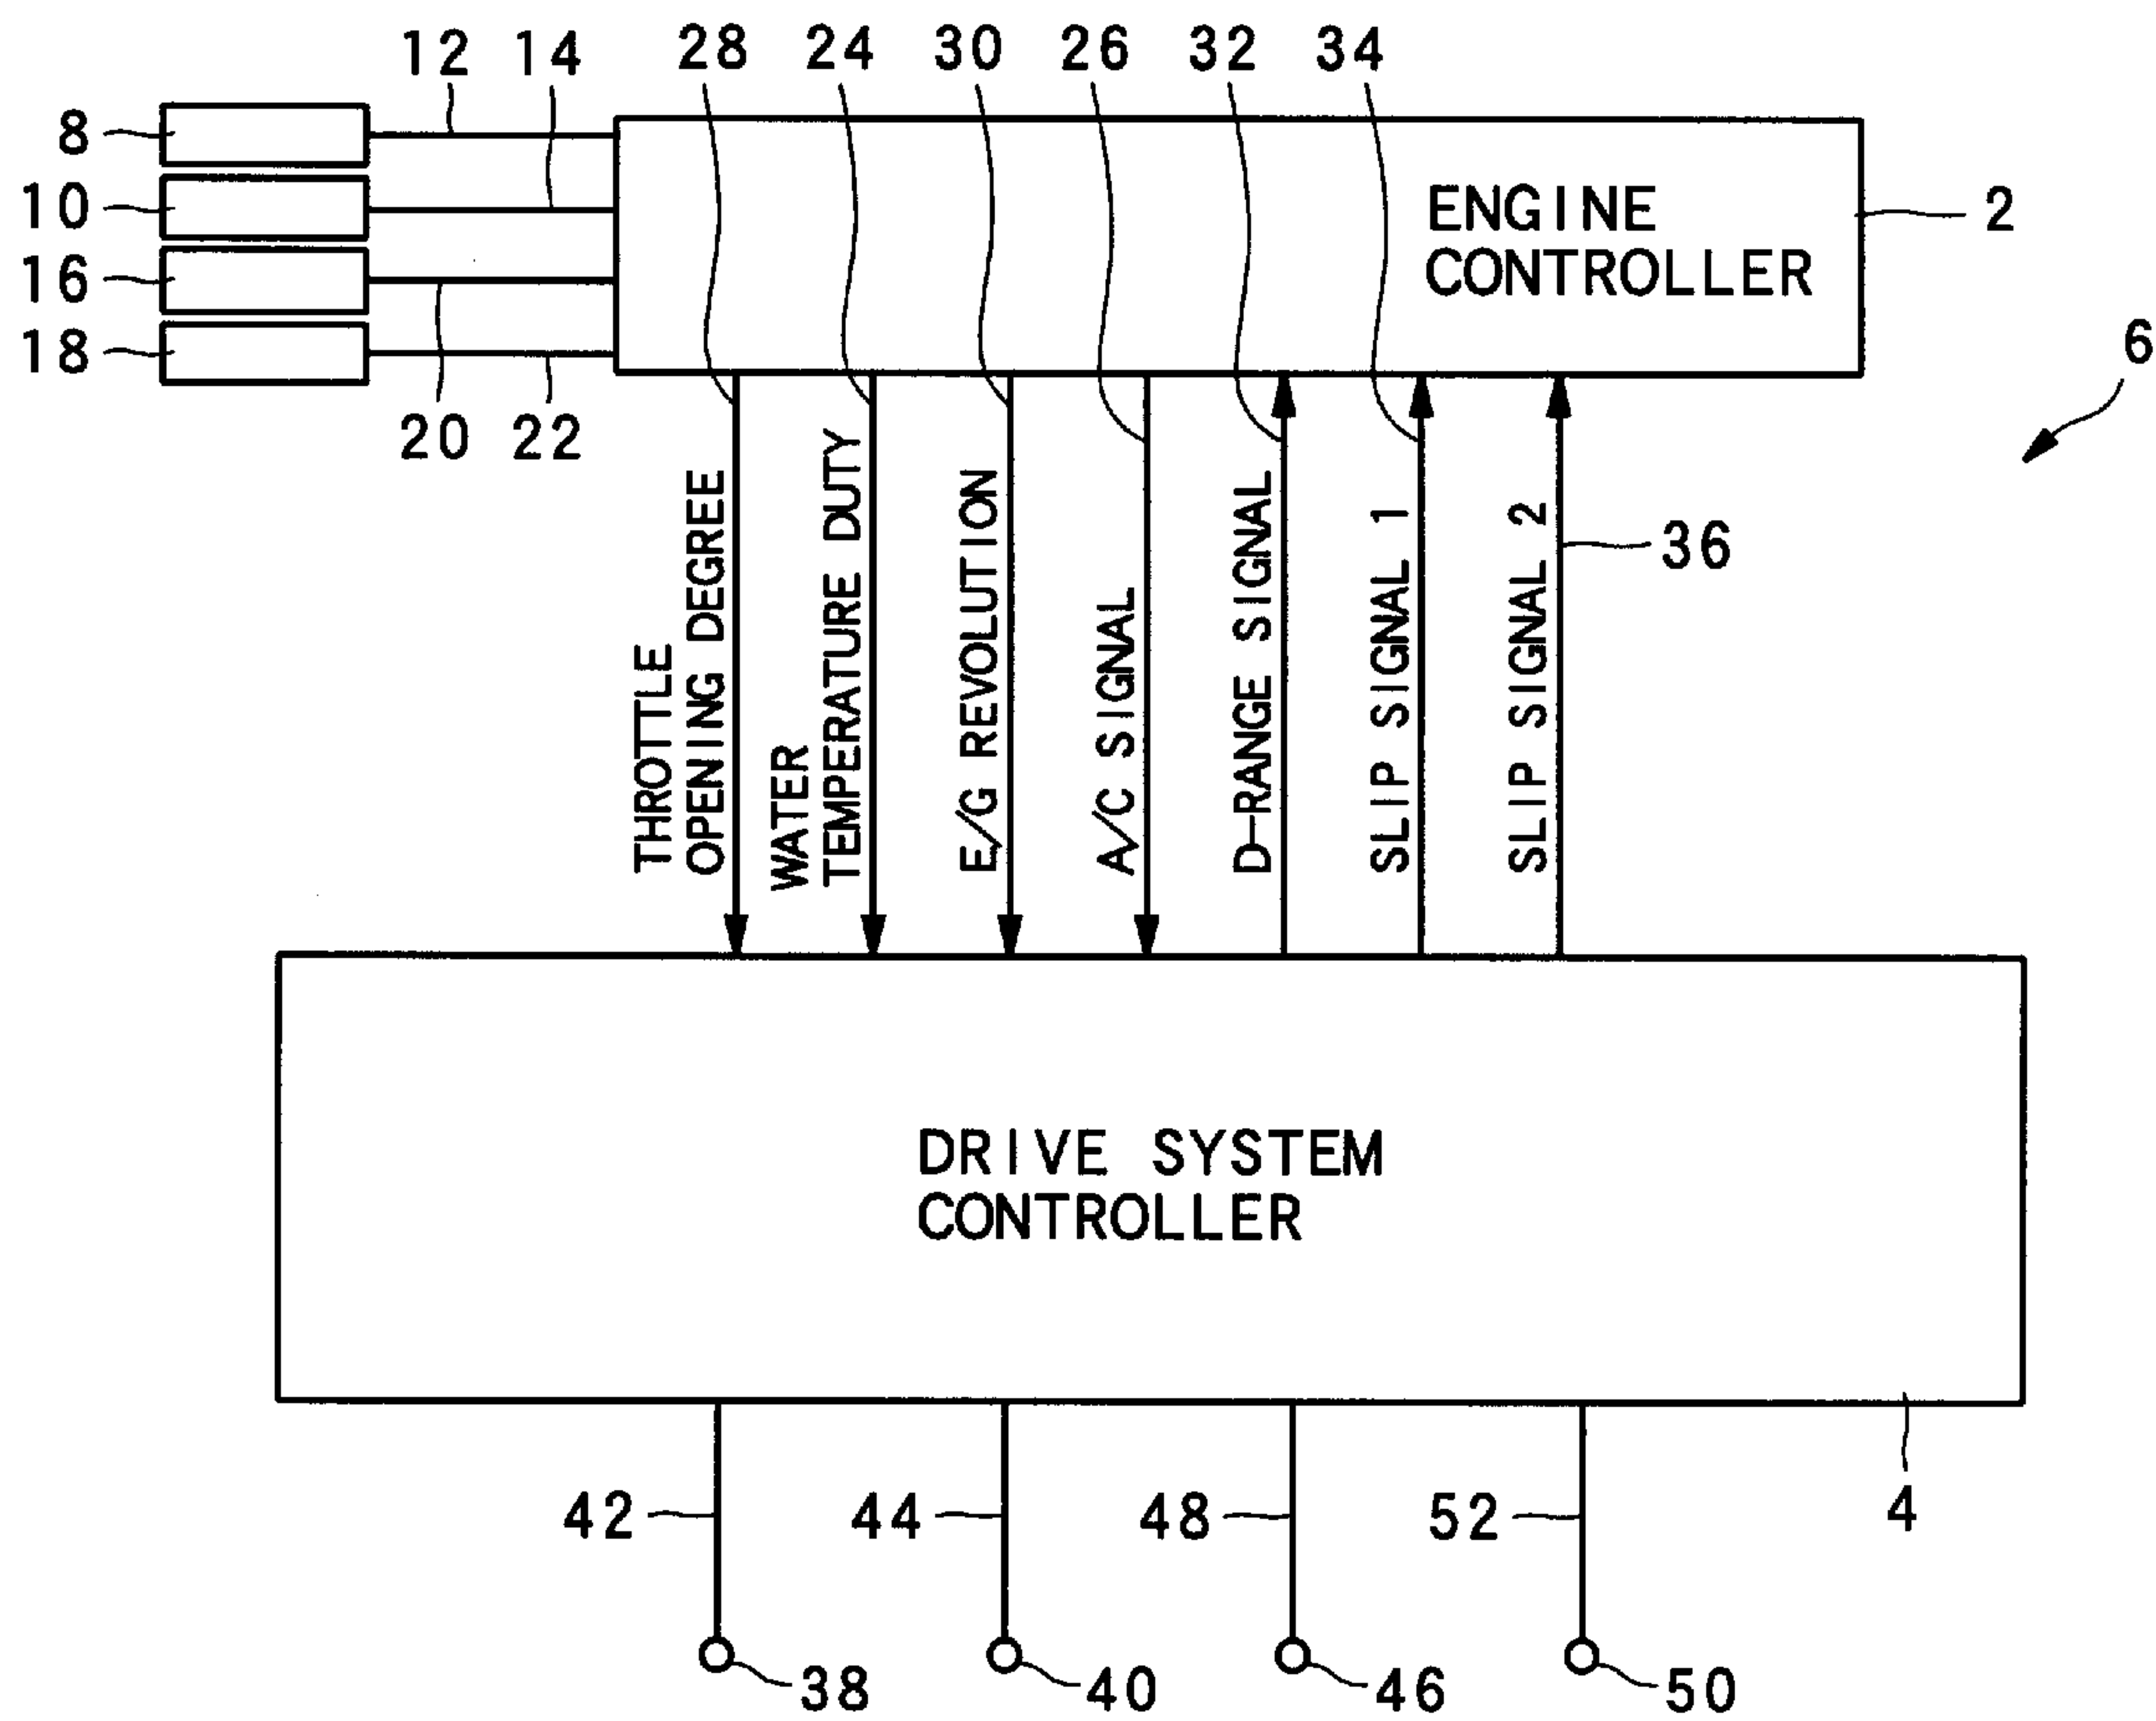 12 14 28 24 30 26 32 34
8
10
16
18
20 22
ENGINE
CONTROLLER
2
6
THROTTLE
OPENING DEGREE
WATER
TEMPERATURE DUTY
E/G REVOLUTION
A/C SIGNAL
D-RANGE SIGNAL
SLIP SIGNAL 1
SLIP SIGNAL 2
36
DRIVE SYSTEM
CONTROLLER
42 44 48 52 4
38 40 46 50